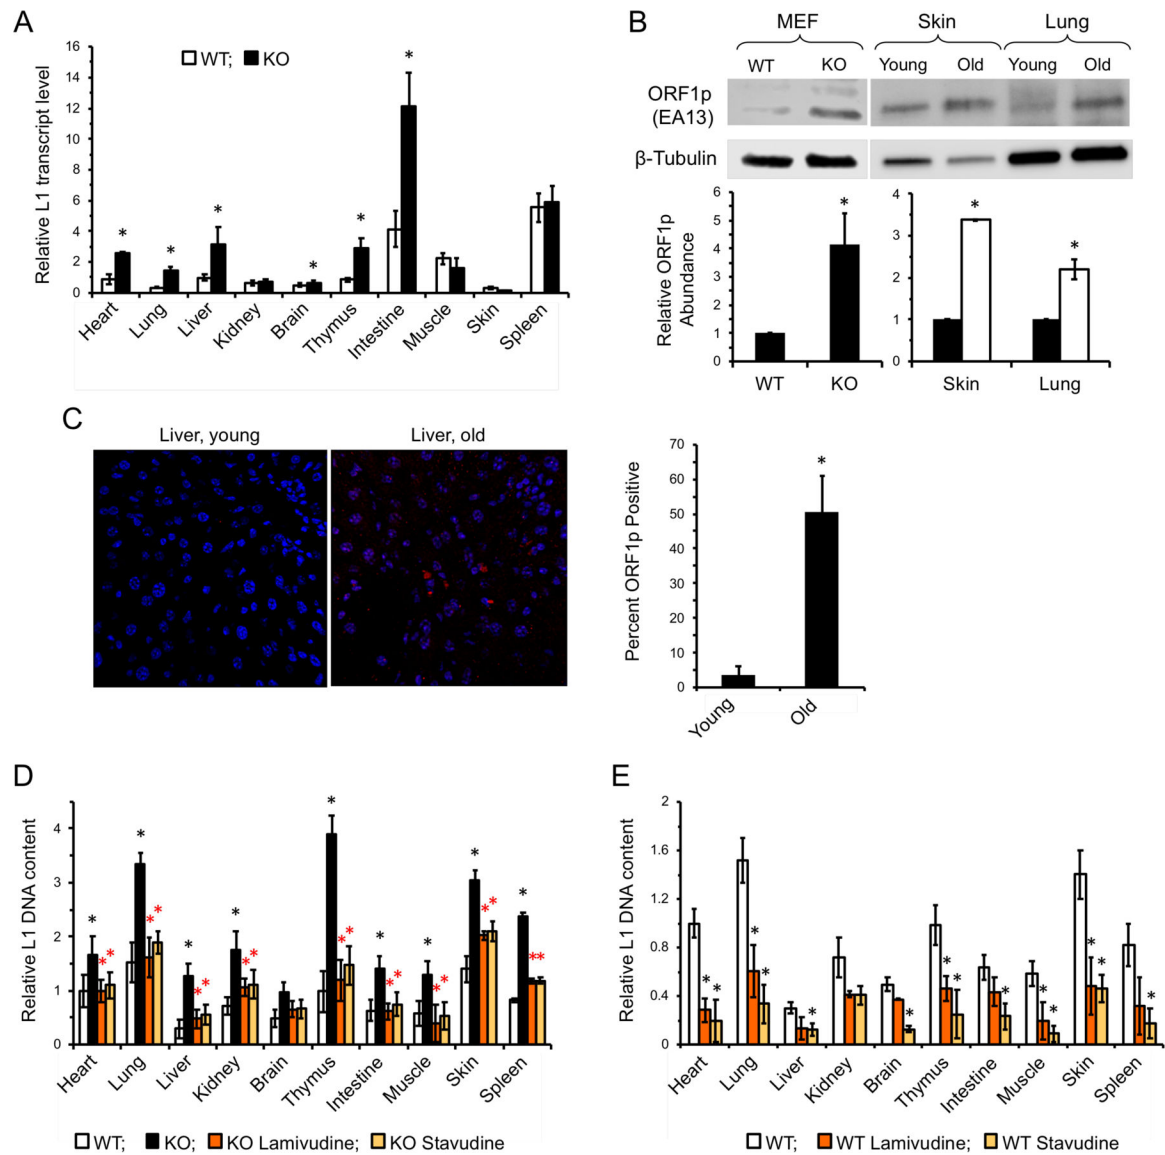 A
Relative L1 transcript level
WT; KO
16
14
12
10
8
6
4
2
0
* * * * * *
Heart Lung Liver Kidney Brain Thymus Intestine Muscle Skin Spleen
B
MEF Skin Lung
WT KO Young Old Young Old
ORF1p
(EA13)
β-Tubulin
Relative ORF1p
Abundance
6
5
4
3
2
1
0
*
WT KO
4
3
2
1
0
* *
Skin Lung
C
Liver, young Liver, old
Percent ORF1p Positive
70
60
50
40
30
20
10
0
*
Young Old
D
Relative L1 DNA content
4
3
2
1
0
* * * * * * * * *
* * * * * * * * * * * * * * * * **
Heart Lung Liver Kidney Brain Thymus Intestine Muscle Skin Spleen
WT; KO; KO Lamivudine; KO Stavudine
E
Relative L1 DNA content
2
1.6
1.2
0.8
0.4
0
* * * * * * * * * * * * * * *
Heart Lung Liver Kidney Brain Thymus Intestine Muscle Skin Spleen
WT; WT Lamivudine; WT Stavudine